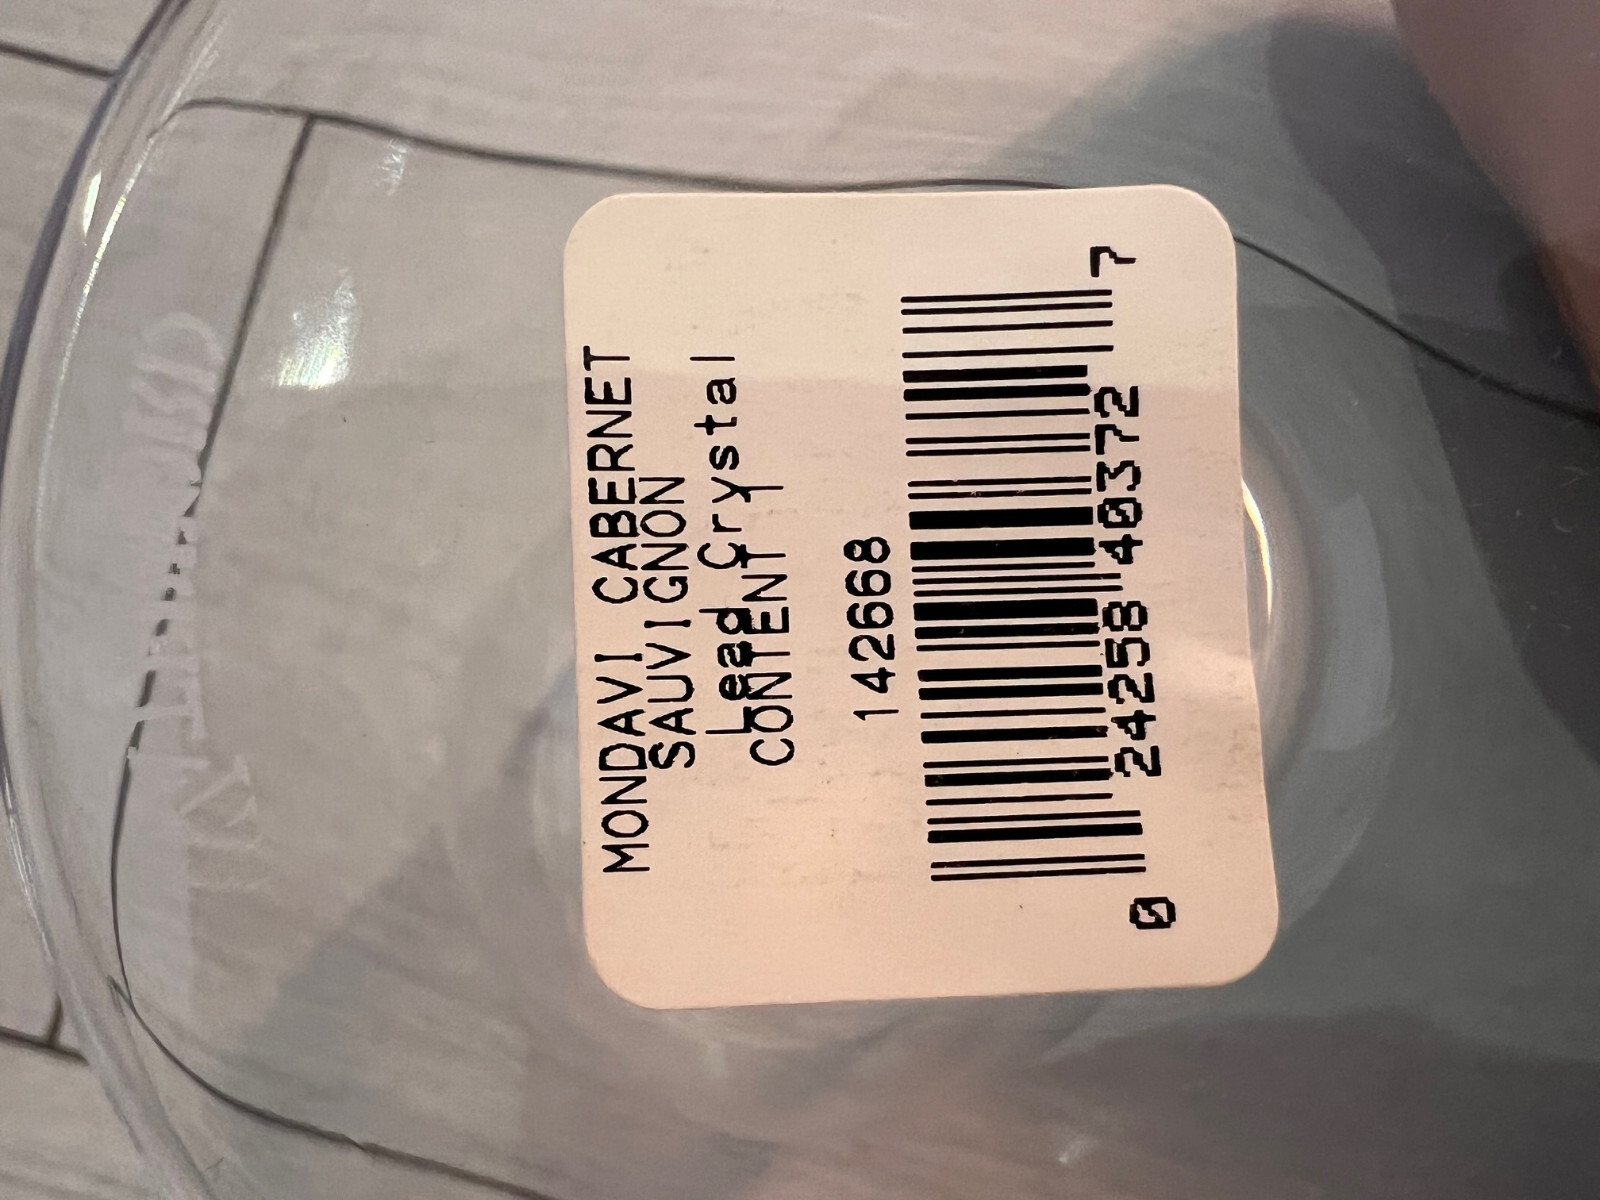 MONDAVI CABERNET
SAUVIGNON
Lead Crystal
CONTENT
142668
0 24258 40372 7